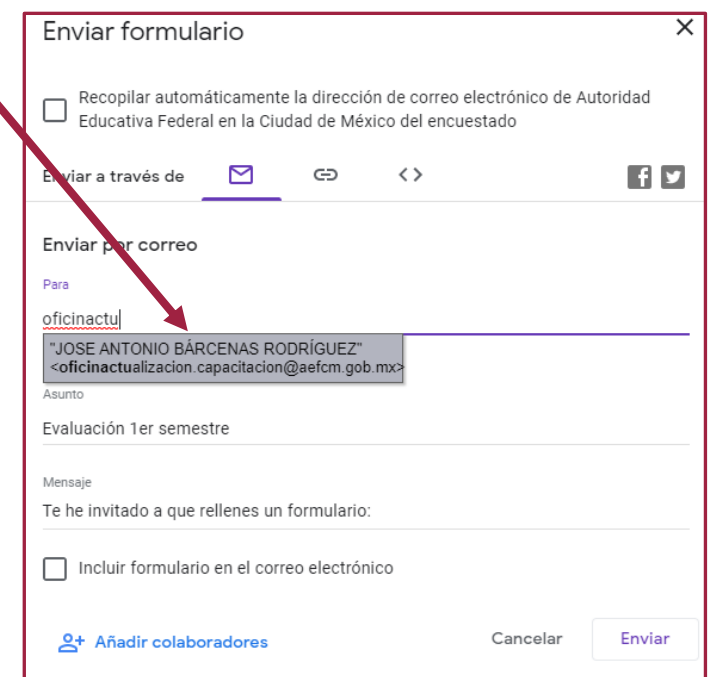 Enviar formulario
Recopilar automáticamente la dirección de correo electrónico de Autoridad
Educativa Federal en la Ciudad de México del encuestado
Enviar a través de
Enviar por correo
Para
oficinactu
"JOSE ANTONIO BÁRCENAS RODRÍGUEZ"
<oficinactualizacion.capacitacion@aefcm.gob.mx>
Asunto
Evaluación 1er semestre
Mensaje
Te he invitado a que rellenes un formulario:
Incluir formulario en el correo electrónico
Añadir colaboradores Cancelar Enviar